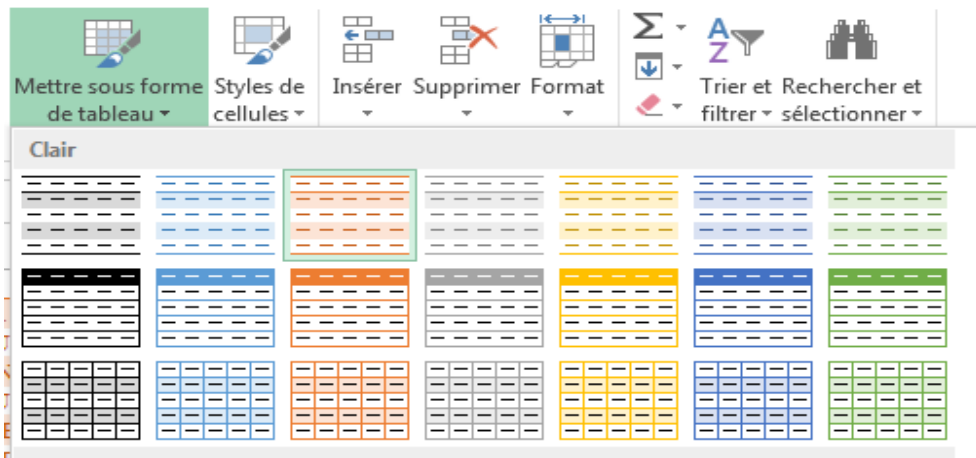 Mettre sous forme de tableau
Styles de cellules
Insérer
Supprimer
Format
Trier et filtrer
Rechercher et sélectionner
Clair